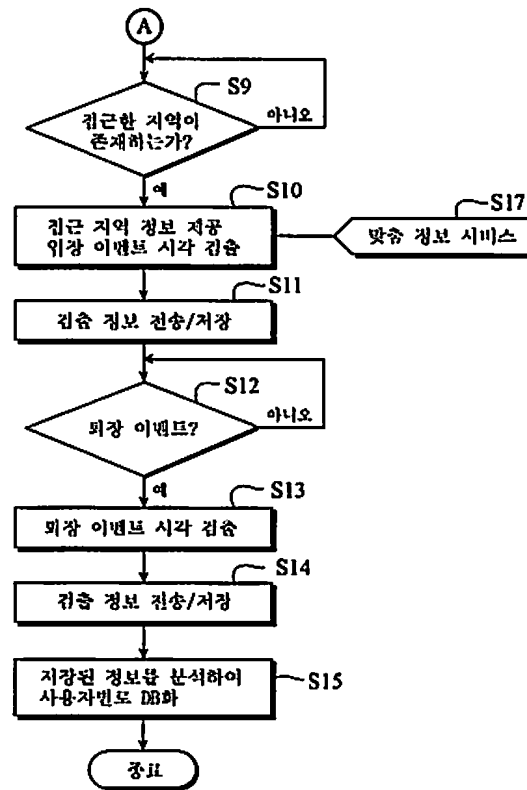 A
S9
접근한 지역이
존재하는가?
아니오
예
S10
접근 지역 정보 제공
입장 이벤트 시각 검출
S17
맞춤 정보 서비스
S11
검출 정보 전송/저장
S12
퇴장 이벤트?
아니오
예
S13
퇴장 이벤트 시각 검출
S14
검출 정보 전송/저장
S15
저장된 정보를 분석하여
사용자별로 DB화
종료